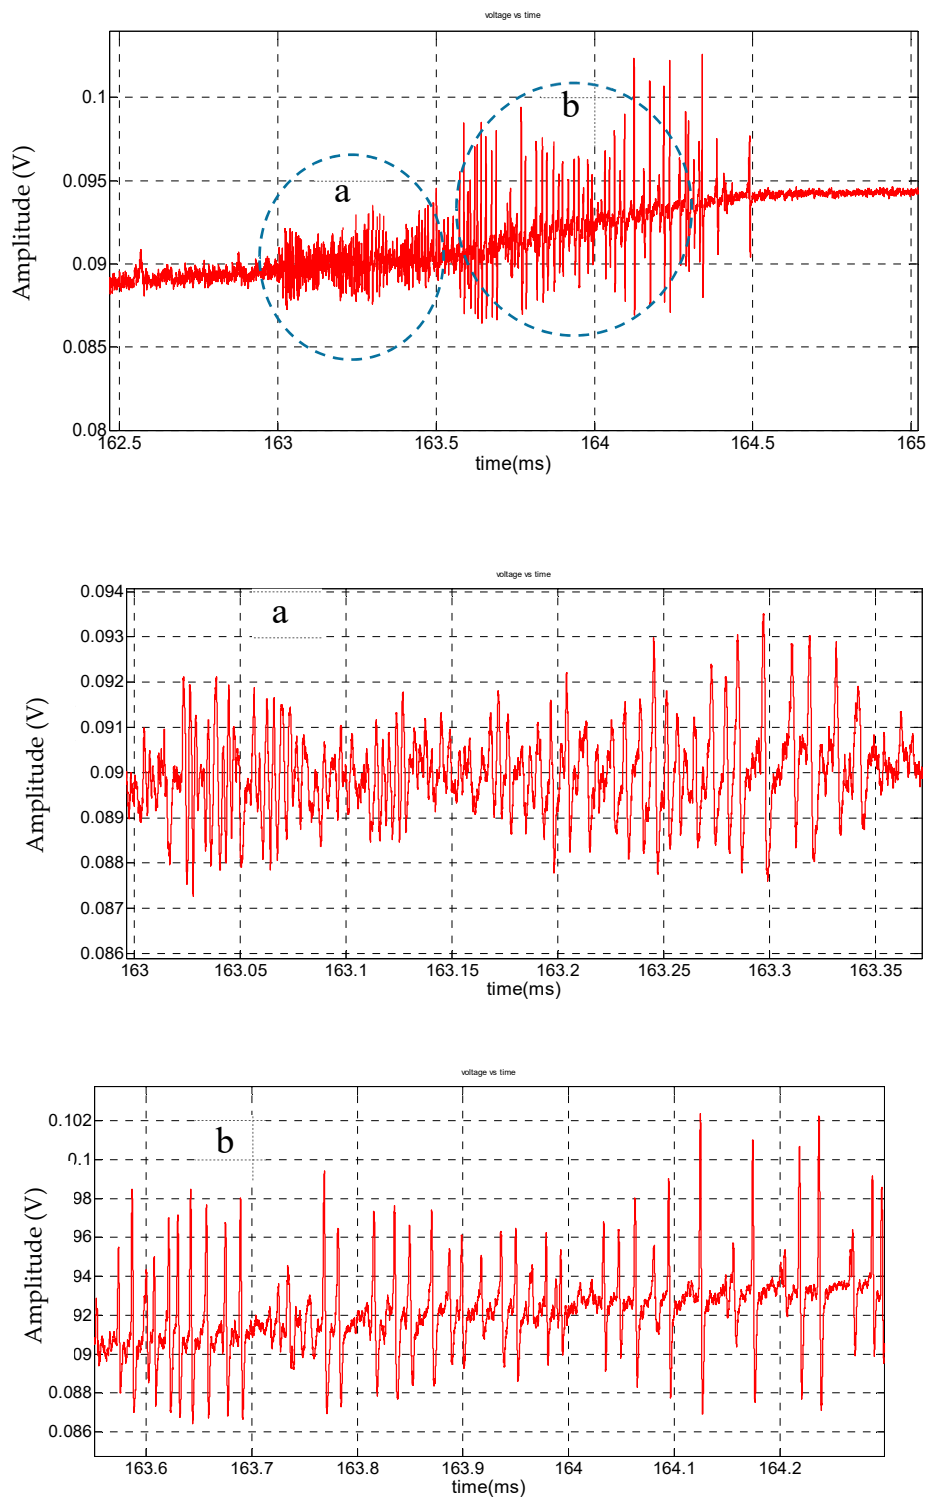 voltage vs time
0.1
0.095
0.09
0.085
0.08
Amplitude (V)
a
b
162.5 163 163.5 164 164.5 165
time(ms)
voltage vs time
0.094
0.093
0.092
0.091
0.09
0.089
0.088
0.087
0.086
Amplitude (V)
a
163 163.05 163.1 163.15 163.2 163.25 163.3 163.35
time(ms)
voltage vs time
0.102
0.1
98
96
94
92
09
0.088
0.086
Amplitude (V)
b
163.6 163.7 163.8 163.9 164 164.1 164.2
time(ms)